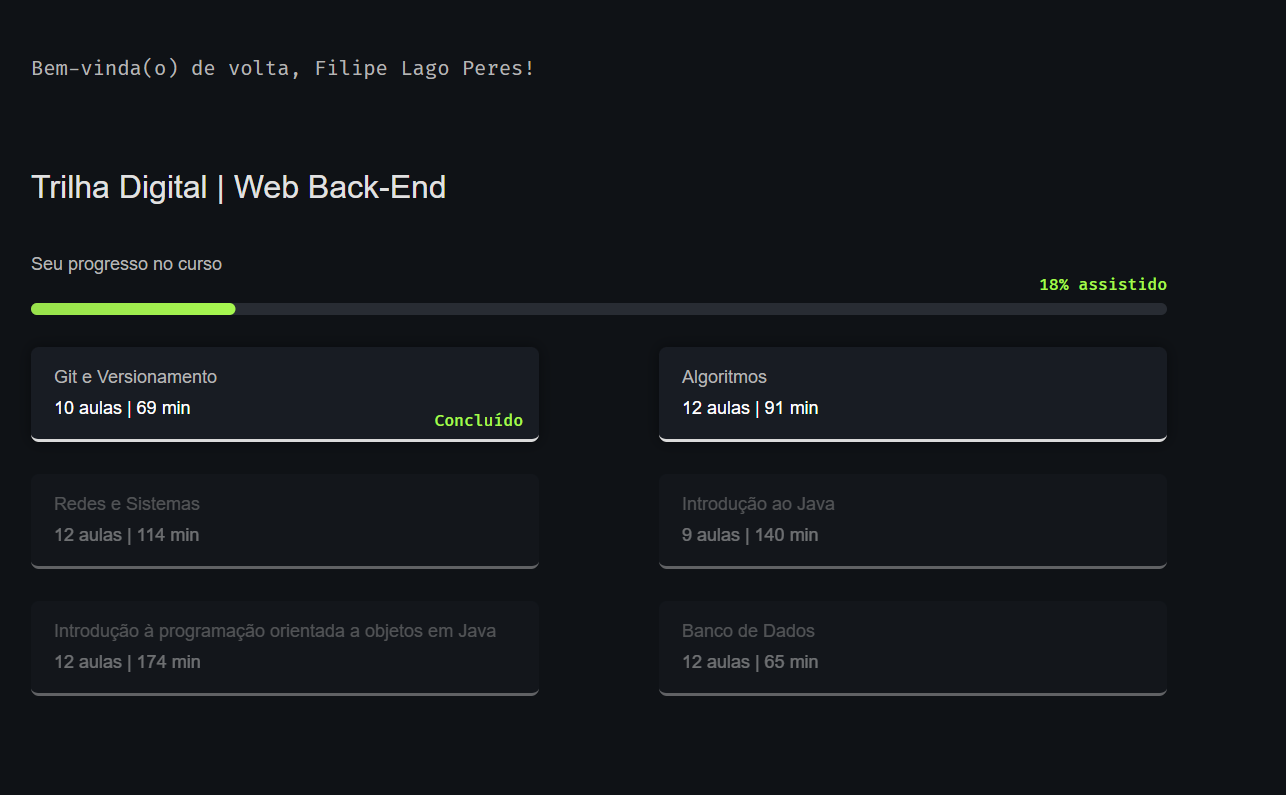 Bem-vinda(o) de volta, Filipe Lago Peres!
Trilha Digital | Web Back-End
Seu progresso no curso
18% assistido
Git e Versionamento
10 aulas | 69 min
Concluído
Algoritmos
12 aulas | 91 min
Redes e Sistemas
12 aulas | 114 min
Introdução ao Java
9 aulas | 140 min
Introdução à programação orientada a objetos em Java
12 aulas | 174 min
Banco de Dados
12 aulas | 65 min